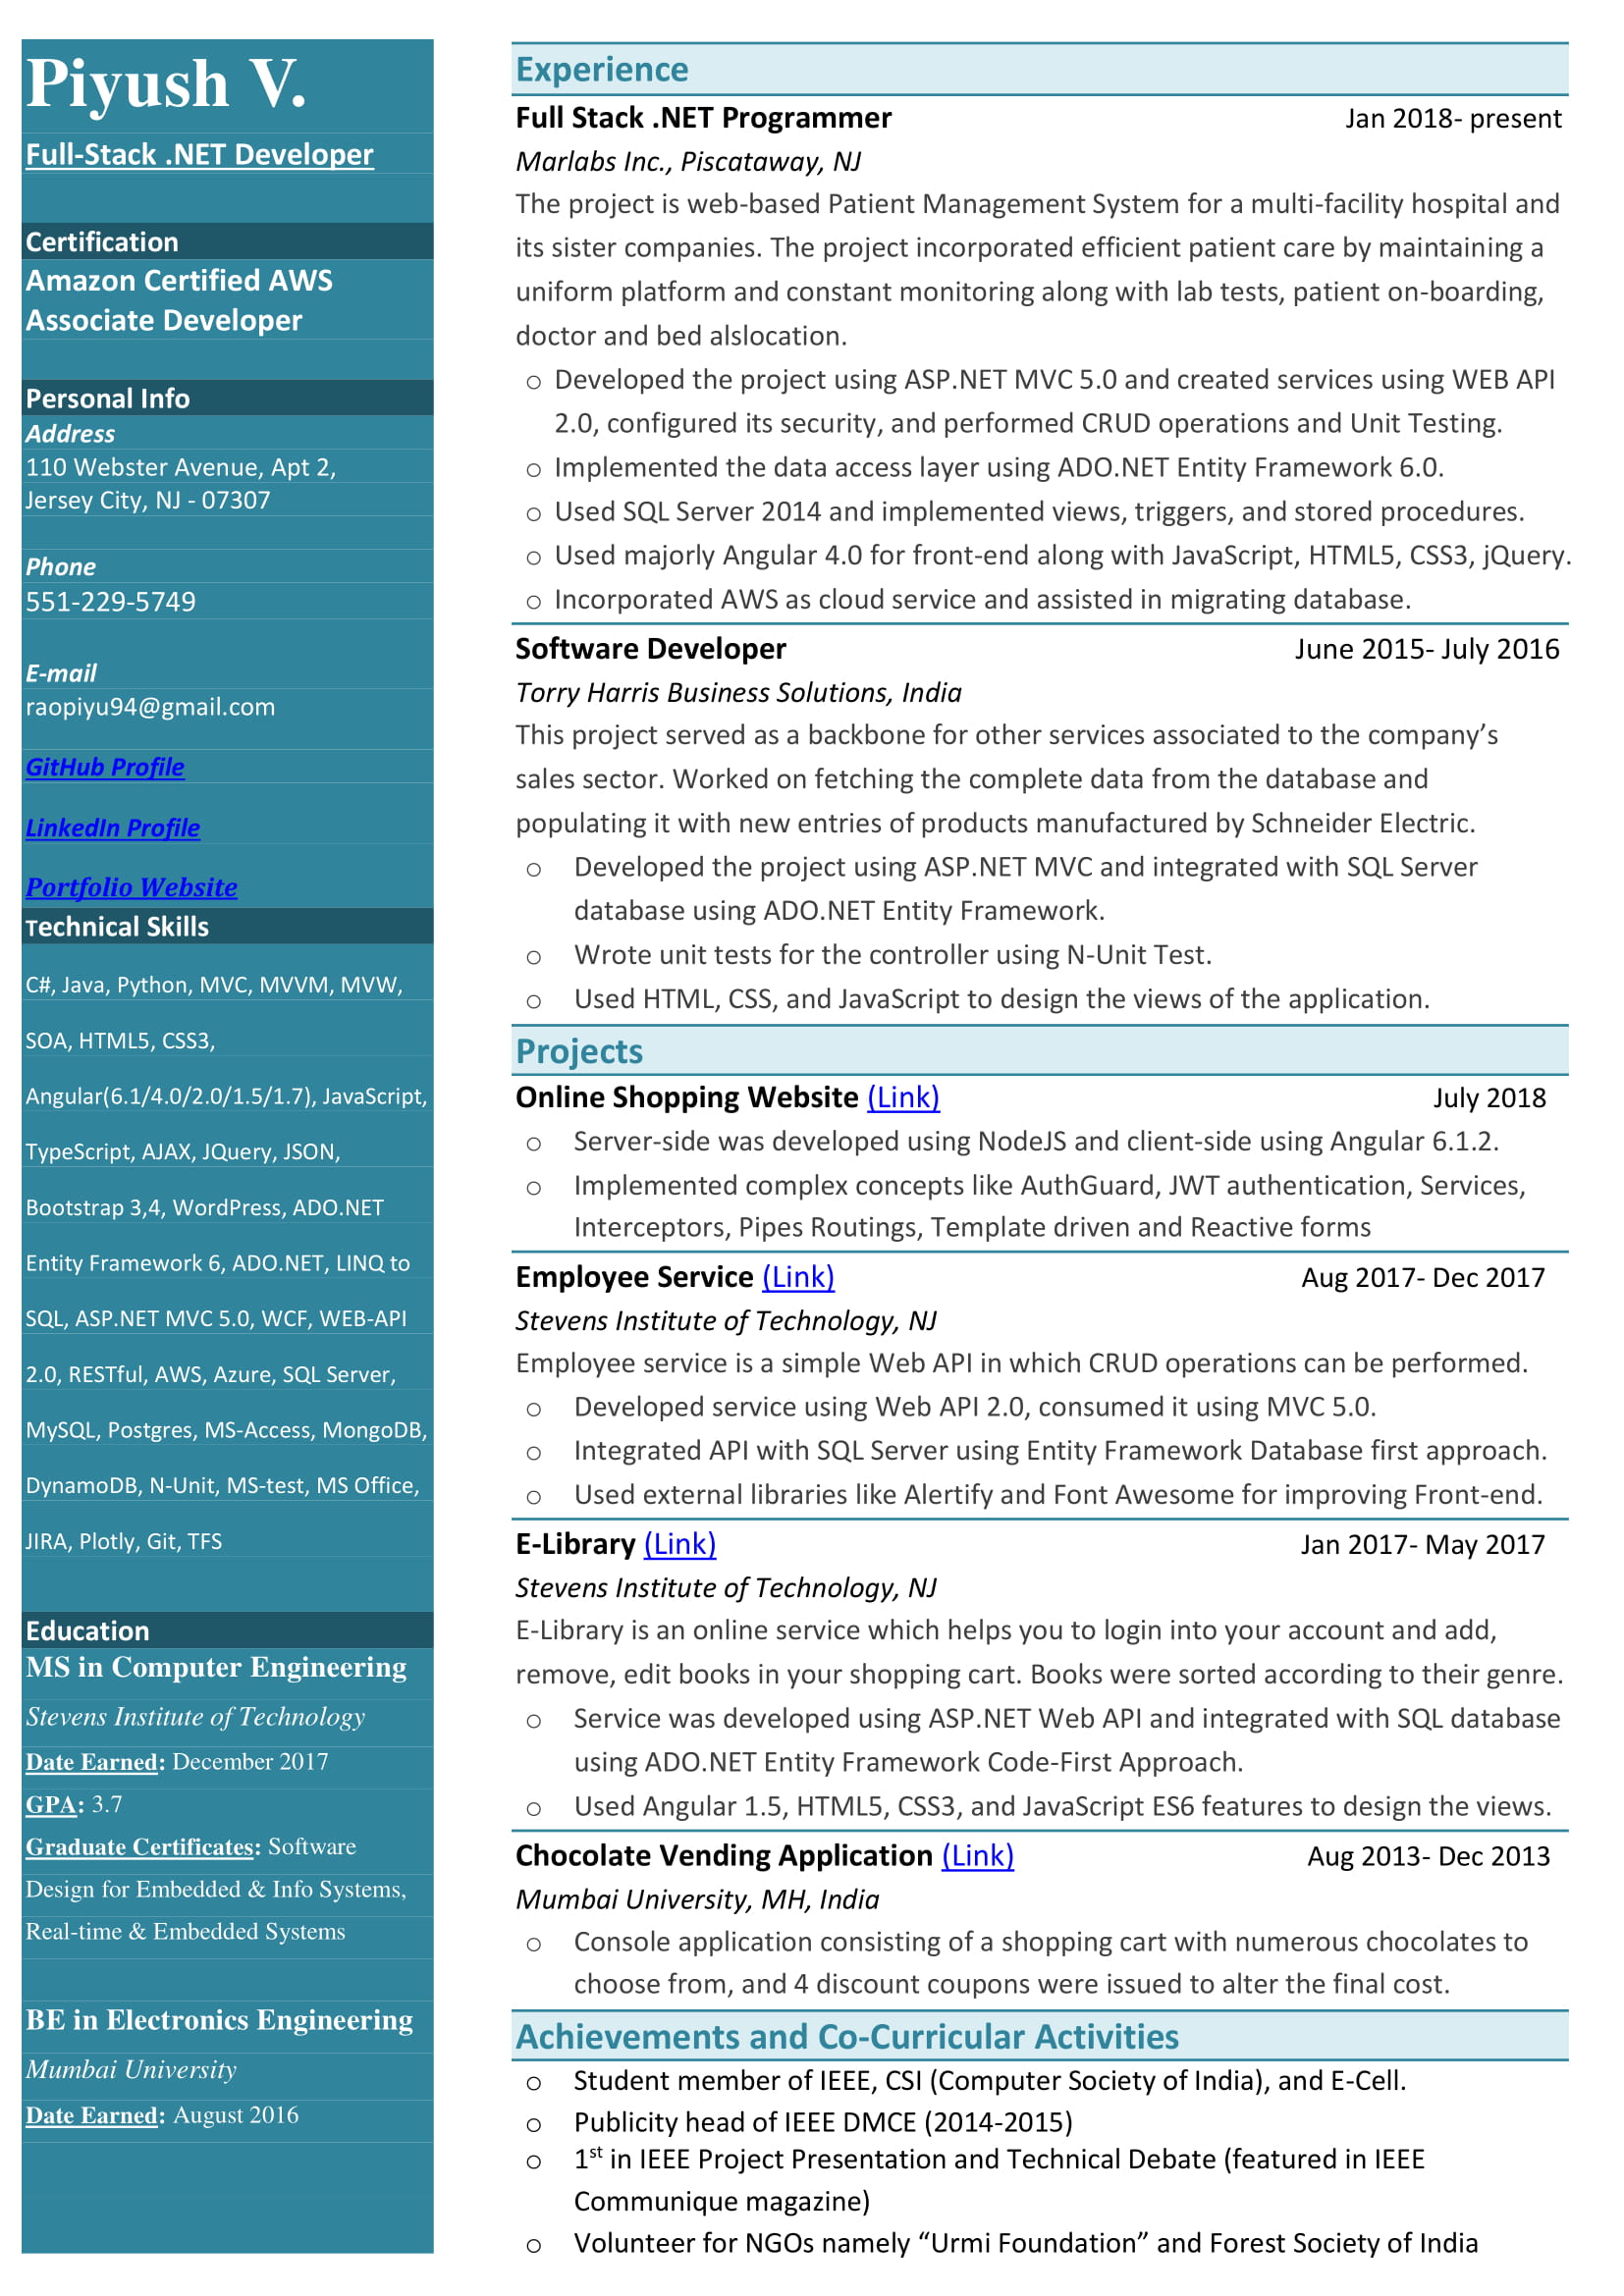 Piyush V.
Full-Stack .NET Developer
Certification
Amazon Certified AWS
Associate Developer
Personal Info
Address
110 Webster Avenue, Apt 2,
Jersey City, NJ - 07307
Phone
551-229-5749
E-mail
raopiyu94@gmail.com
GitHub Profile
LinkedIn Profile
Portfolio Website
Technical Skills
C#, Java, Python, MVC, MVVM, MVW,
SOA, HTML5, CSS3,
Angular(6.1/4.0/2.0/1.5/1.7), JavaScript,
TypeScript, AJAX, JQuery, JSON,
Bootstrap 3,4, WordPress, ADO.NET
Entity Framework 6, ADO.NET, LINQ to
SQL, ASP.NET MVC 5.0, WCF, WEB-API
2.0, RESTful, AWS, Azure, SQL Server,
MySQL, Postgres, MS-Access, MongoDB,
DynamoDB, N-Unit, MS-test, MS Office,
JIRA, Plotly, Git, TFS
Education
MS in Computer Engineering
Stevens Institute of Technology
Date Earned: December 2017
GPA: 3.7
Graduate Certificates: Software
Design for Embedded & Info Systems,
Real-time & Embedded Systems
BE in Electronics Engineering
Mumbai University
Date Earned: August 2016
Experience
Full Stack .NET Programmer Jan 2018- present
Marlabs Inc., Piscataway, NJ
The project is web-based Patient Management System for a multi-facility hospital and
its sister companies. The project incorporated efficient patient care by maintaining a
uniform platform and constant monitoring along with lab tests, patient on-boarding,
doctor and bed alslocation.
o Developed the project using ASP.NET MVC 5.0 and created services using WEB API
2.0, configured its security, and performed CRUD operations and Unit Testing.
o Implemented the data access layer using ADO.NET Entity Framework 6.0.
o Used SQL Server 2014 and implemented views, triggers, and stored procedures.
o Used majorly Angular 4.0 for front-end along with JavaScript, HTML5, CSS3, jQuery.
o Incorporated AWS as cloud service and assisted in migrating database.
Software Developer June 2015- July 2016
Torry Harris Business Solutions, India
This project served as a backbone for other services associated to the company’s
sales sector. Worked on fetching the complete data from the database and
populating it with new entries of products manufactured by Schneider Electric.
o Developed the project using ASP.NET MVC and integrated with SQL Server
database using ADO.NET Entity Framework.
o Wrote unit tests for the controller using N-Unit Test.
o Used HTML, CSS, and JavaScript to design the views of the application.
Projects
Online Shopping Website (Link) July 2018
o Server-side was developed using NodeJS and client-side using Angular 6.1.2.
o Implemented complex concepts like AuthGuard, JWT authentication, Services,
Interceptors, Pipes Routings, Template driven and Reactive forms
Employee Service (Link) Aug 2017- Dec 2017
Stevens Institute of Technology, NJ
Employee service is a simple Web API in which CRUD operations can be performed.
o Developed service using Web API 2.0, consumed it using MVC 5.0.
o Integrated API with SQL Server using Entity Framework Database first approach.
o Used external libraries like Alertify and Font Awesome for improving Front-end.
E-Library (Link) Jan 2017- May 2017
Stevens Institute of Technology, NJ
E-Library is an online service which helps you to login into your account and add,
remove, edit books in your shopping cart. Books were sorted according to their genre.
o Service was developed using ASP.NET Web API and integrated with SQL database
using ADO.NET Entity Framework Code-First Approach.
o Used Angular 1.5, HTML5, CSS3, and JavaScript ES6 features to design the views.
Chocolate Vending Application (Link) Aug 2013- Dec 2013
Mumbai University, MH, India
o Console application consisting of a shopping cart with numerous chocolates to
choose from, and 4 discount coupons were issued to alter the final cost.
Achievements and Co-Curricular Activities
o Student member of IEEE, CSI (Computer Society of India), and E-Cell.
o Publicity head of IEEE DMCE (2014-2015)
o 1st in IEEE Project Presentation and Technical Debate (featured in IEEE
Communique magazine)
o Volunteer for NGOs namely “Urmi Foundation” and Forest Society of India